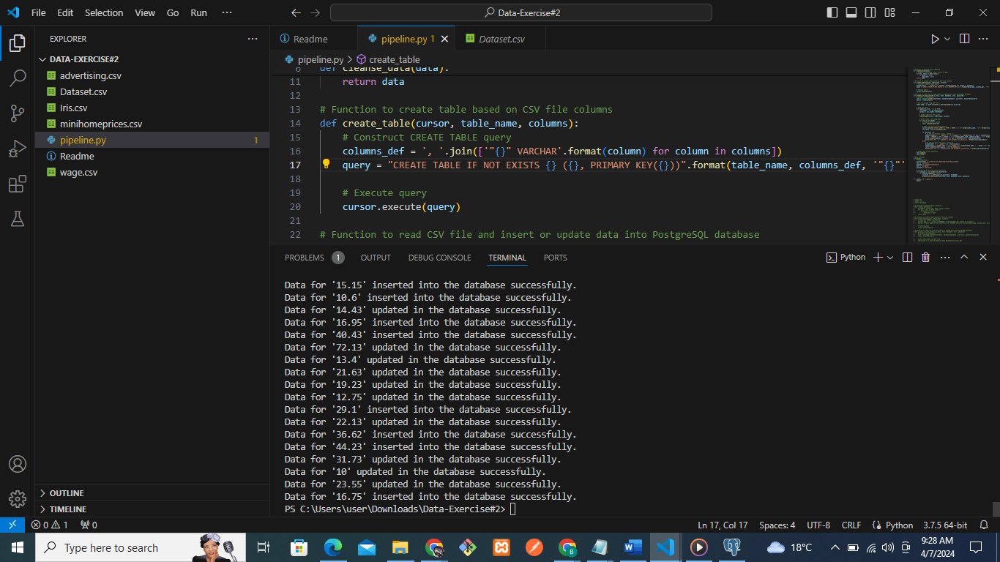 File Edit Selection View Go Run ··· Data-Exercise#2
EXPLORER ···
DATA-EXERCISE#2
advertising.csv
Dataset.csv
Iris.csv
minihomeprices.csv
pipeline.py 1
Readme
wage.csv
OUTLINE
TIMELINE
Readme pipeline.py 1 Dataset.csv
pipeline.py > create_table
6 def cleanse_data(data):
11 return data
12
13 # Function to create table based on CSV file columns
14 def create_table(cursor, table_name, columns):
15 # Construct CREATE TABLE query
16 columns_def = ', '.join(['"{}" VARCHAR'.format(column) for column in columns])
17 query = "CREATE TABLE IF NOT EXISTS {} ({}, PRIMARY KEY({}))".format(table_name, columns_def, '"{}"'
18
19 # Execute query
20 cursor.execute(query)
21
22 # Function to read CSV file and insert or update data into PostgreSQL database
PROBLEMS 1 OUTPUT DEBUG CONSOLE TERMINAL PORTS Python
Data for '15.15' inserted into the database successfully.
Data for '10.6' inserted into the database successfully.
Data for '14.43' updated in the database successfully.
Data for '16.95' inserted into the database successfully.
Data for '40.43' inserted into the database successfully.
Data for '72.13' updated in the database successfully.
Data for '13.4' updated in the database successfully.
Data for '21.63' updated in the database successfully.
Data for '19.23' updated in the database successfully.
Data for '12.75' updated in the database successfully.
Data for '29.1' inserted into the database successfully.
Data for '22.13' updated in the database successfully.
Data for '36.62' inserted into the database successfully.
Data for '44.23' inserted into the database successfully.
Data for '31.73' updated in the database successfully.
Data for '10' updated in the database successfully.
Data for '23.55' updated in the database successfully.
Data for '16.75' inserted into the database successfully.
PS C:\Users\user\Downloads\Data-Exercise#2>
0 1 0 Ln 17, Col 17 Spaces: 4 UTF-8 CRLF Python 3.7.5 64-bit
Type here to search 18°C 9:28 AM
4/7/2024